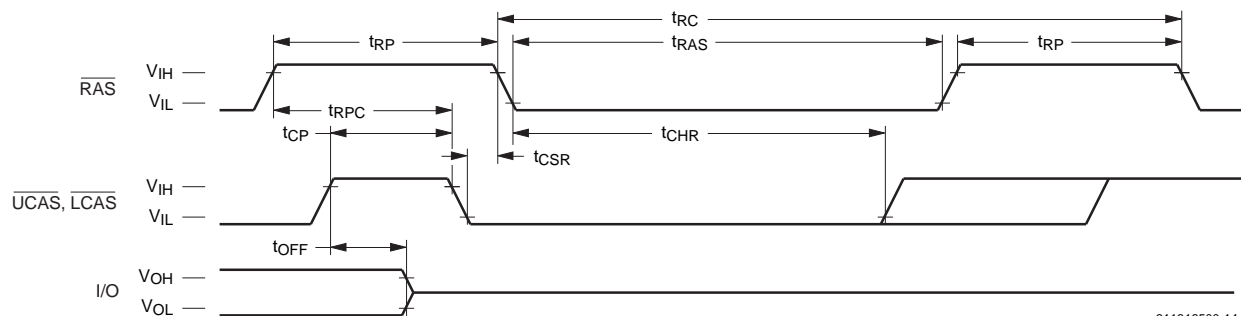 tRC
tRP tRAS tRP
RAS VIH
VIL
tRPC
tCP tCHR
tCSR
UCAS, LCAS VIH
VIL
tOFF
I/O VOH
VOL